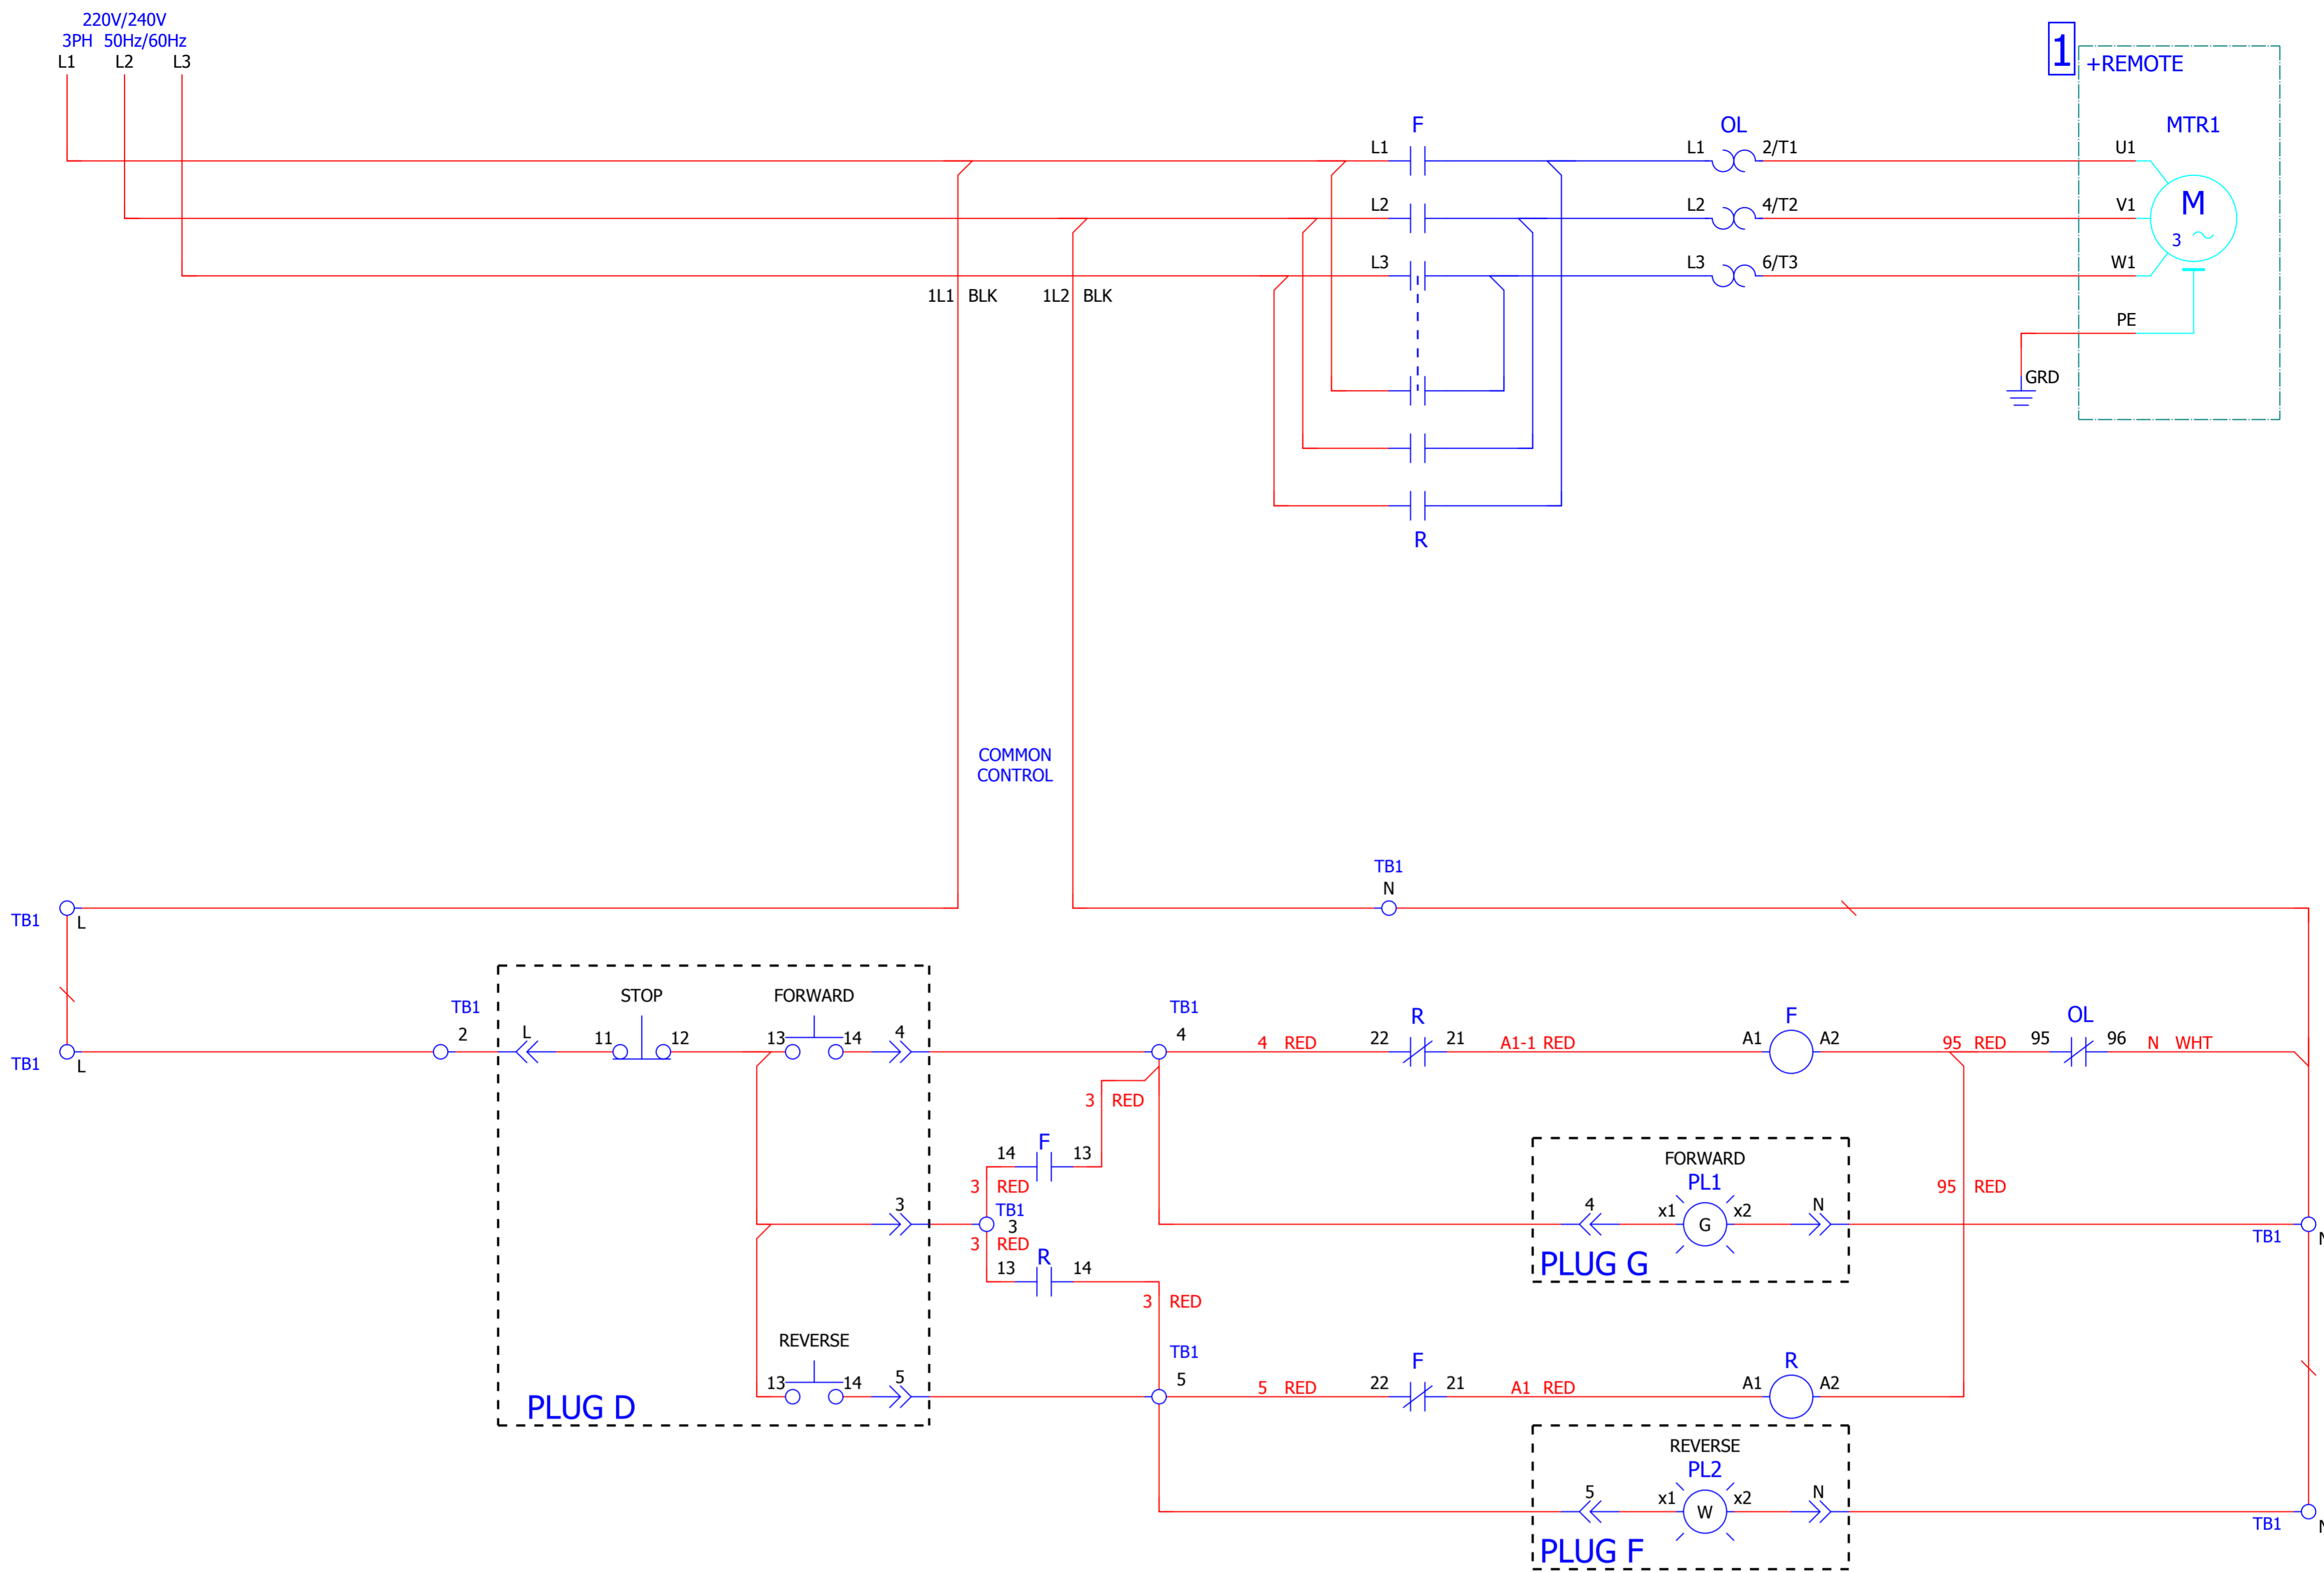 220V/240V
3PH 50Hz/60Hz
L1 L2 L3
1 +REMOTE
F OL MTR1
L1 L1 2/T1 U1
L2 L2 4/T2 V1
M
3
L3 L3 6/T3 W1
1L1 BLK 1L2 BLK
PE
GRD
R
COMMON
CONTROL
TB1
N
TB1 L
STOP FORWARD
TB1 TB1 R F OL
2 L 11 12 13 14 4 4 4 RED 22 21 A1-1 RED A1 A2 95 RED 95 96 N WHT
TB1 L
3 RED
F
14 13
FORWARD
PL1
3 RED 95 RED
3 TB1 4 x1 G x2 N
3
3 RED TB1 N
R PLUG G
13 14
3 RED
REVERSE
TB1 F R
13 14 5 5 5 RED 22 21 A1 RED A1 A2
PLUG D
REVERSE
PL2
5 x1 W x2 N
TB1 N
PLUG F